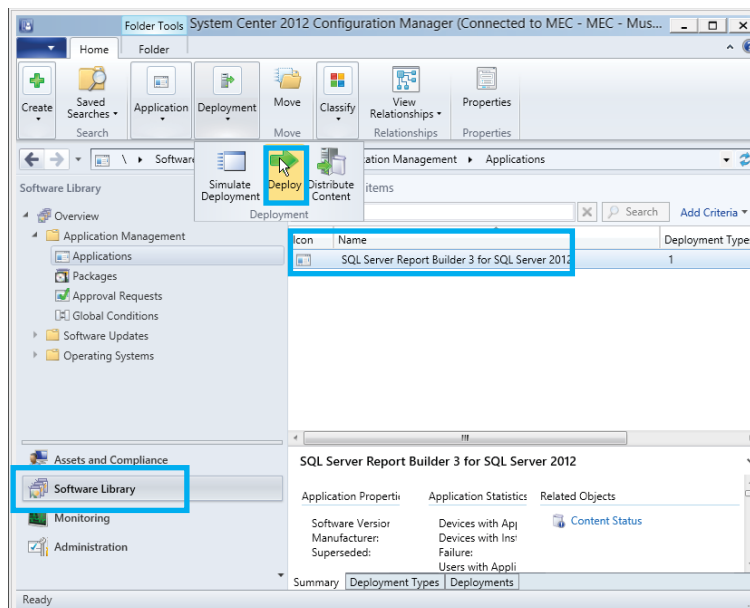 Folder Tools System Center 2012 Configuration Manager (Connected to MEC - MEC - Mus...
Home Folder
Create Saved Searches Application Deployment Move Classify View Relationships Properties
Search Move Relationships Properties
\ Softwar ation Management Applications
Simulate Deployment Deploy Distribute Content
Deployment
Software Library items
Search Add Criteria
Overview
Application Management
Icon Name Deployment Type
Applications
SQL Server Report Builder 3 for SQL Server 2012 1
Packages
Approval Requests
Global Conditions
Software Updates
Operating Systems
Assets and Compliance
Software Library
Monitoring
Administration
SQL Server Report Builder 3 for SQL Server 2012
Application Propertie Application Statistics Related Objects
Software Version Devices with App Content Status
Manufacturer: Devices with Inst
Superseded: Failure:
Users with Appli
Summary Deployment Types Deployments
Ready